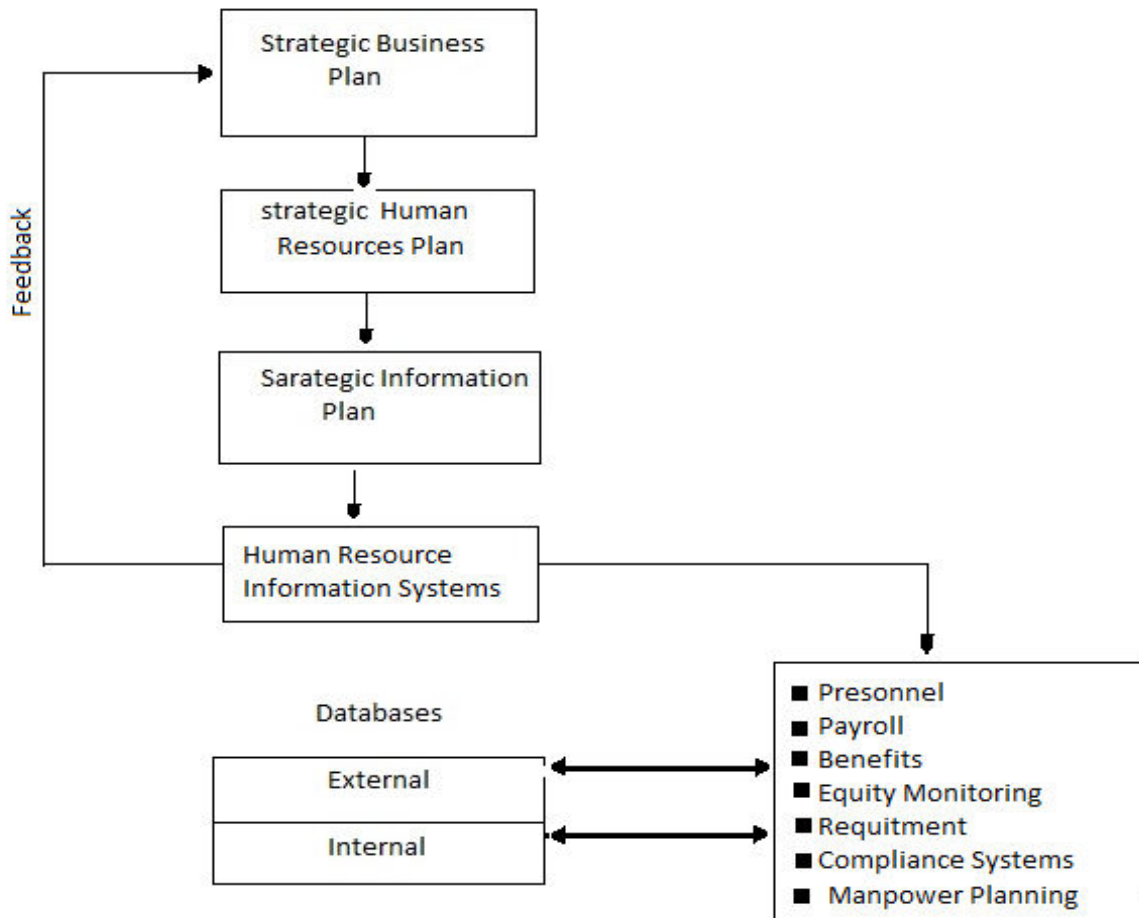 Strategic Business
Plan
strategic Human
Resources Plan
Feedback
Sarategic Information
Plan
Human Resource
Information Systems
Databases
External
Internal
Presonnel
Payroll
Benefits
Equity Monitoring
Requitment
Compliance Systems
Manpower Planning